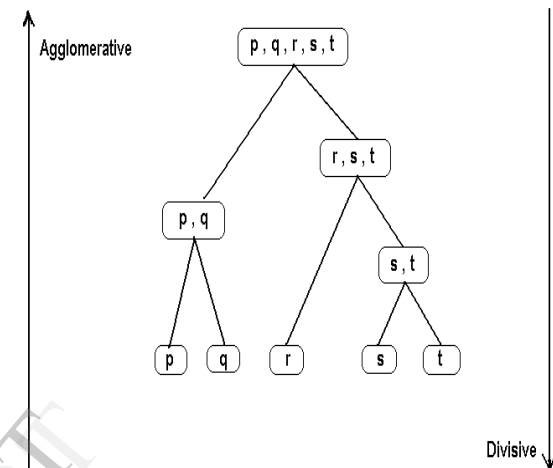 Agglomerative
p , q , r , s , t
r , s , t
p , q
s , t
p q r s t
Divisive